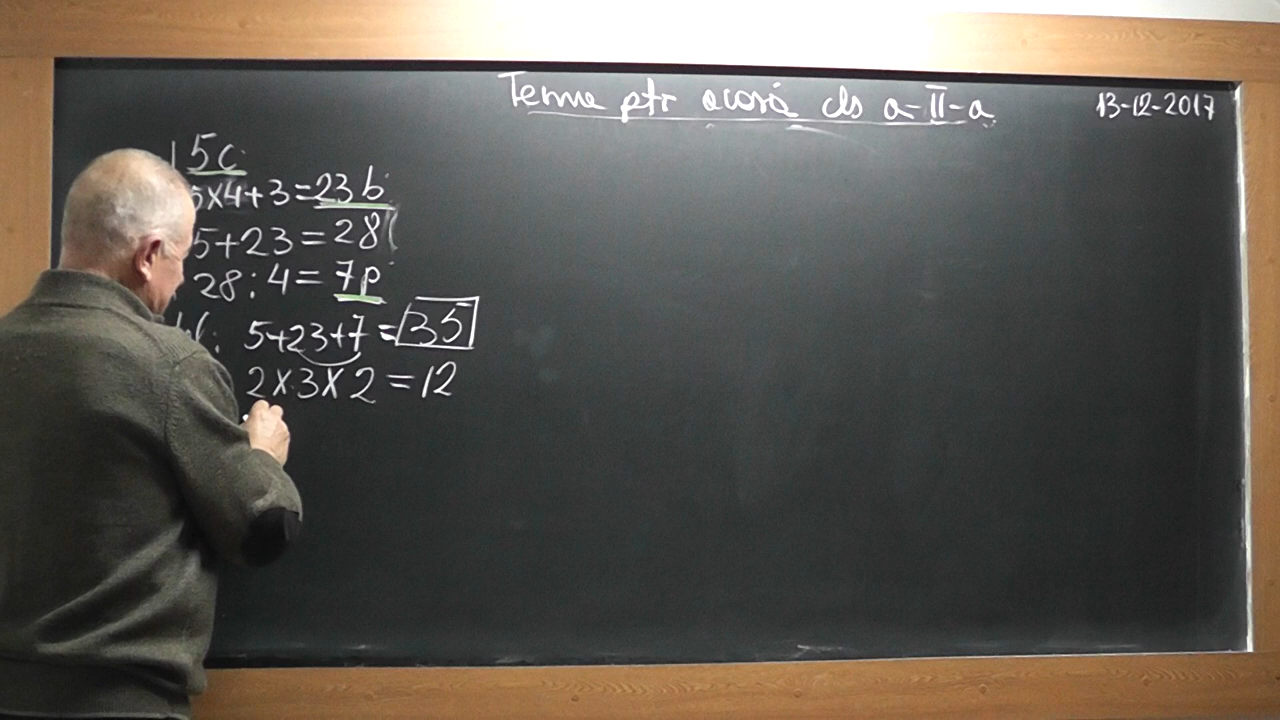 Tema ptr acasă cls a-II-a
13-12-2017
5c
5x4+3=23b
5+23=28
28:4=7p
5+23+7=35
2x3x2=12